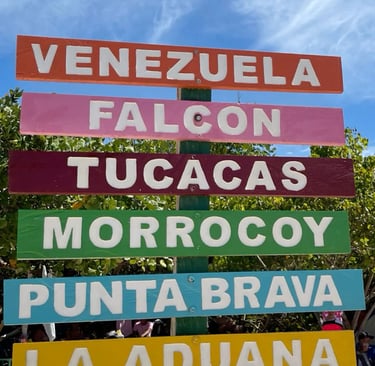 VENEZUELA
FALCON
TUCACAS
MORROCOY
PUNTA BRAVA
LA ADUANA